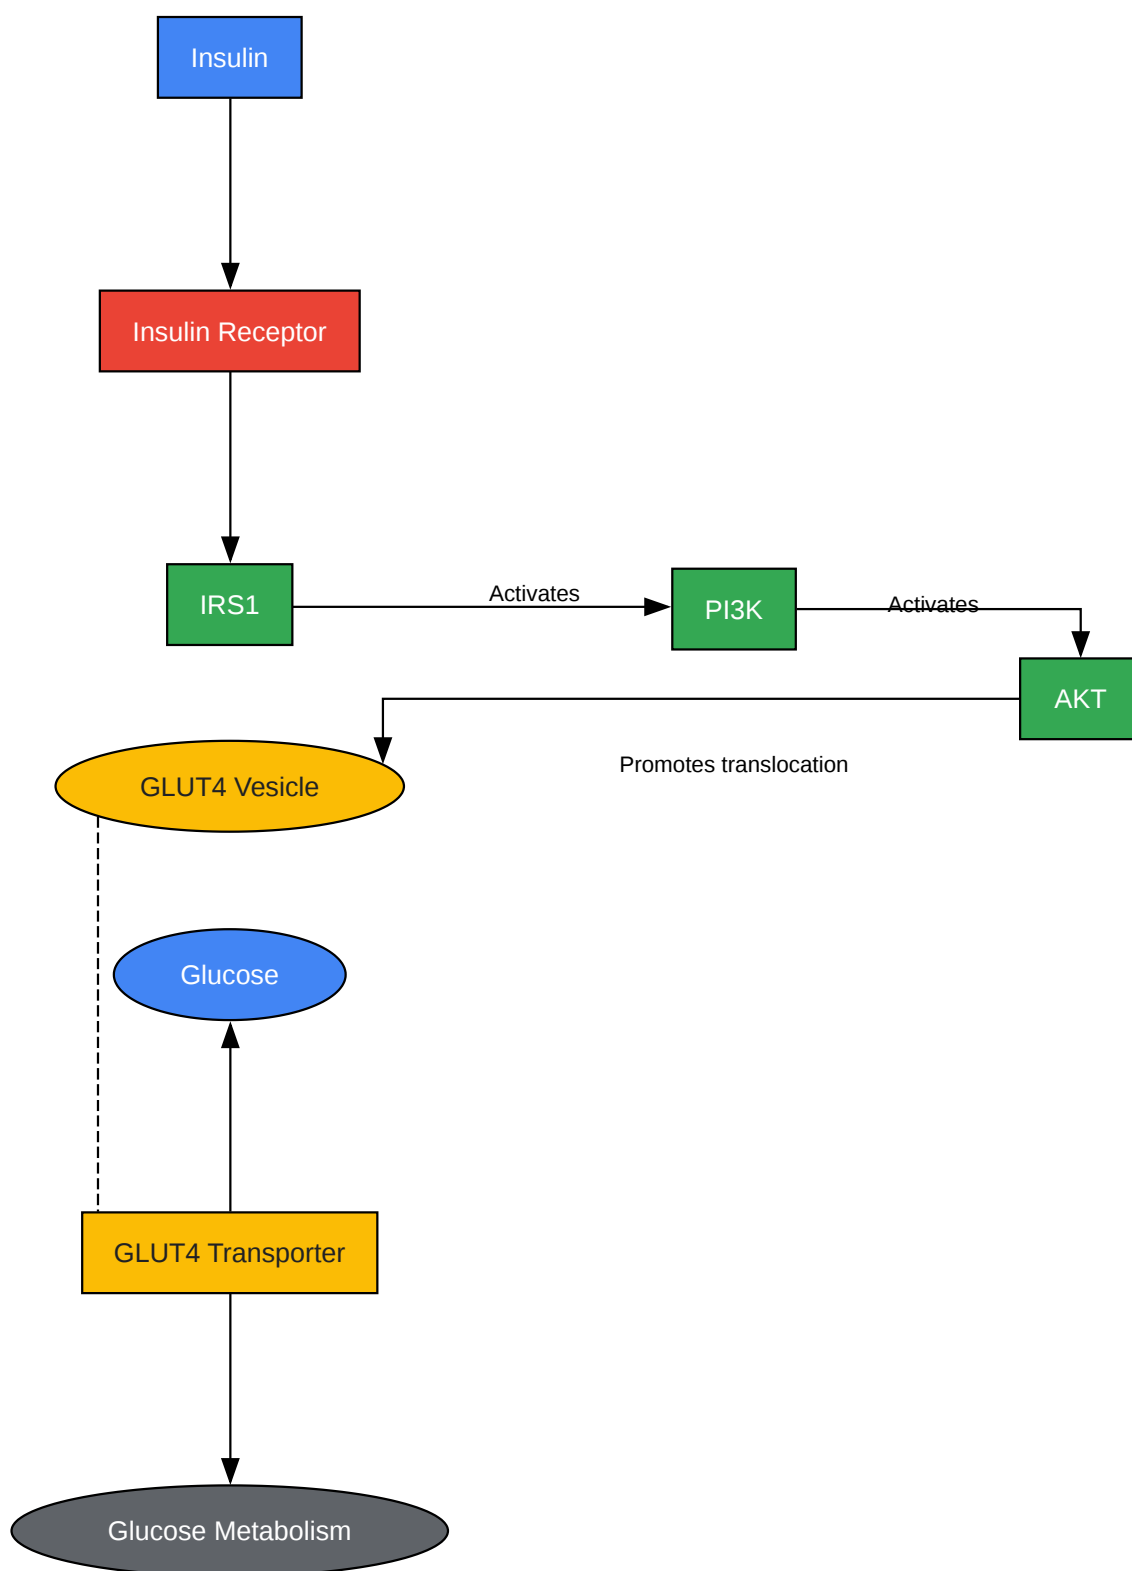 Insulin
Insulin Receptor
IRS1
Activates
PI3K
Activates
AKT
Promotes translocation
GLUT4 Vesicle
Glucose
GLUT4 Transporter
Glucose Metabolism